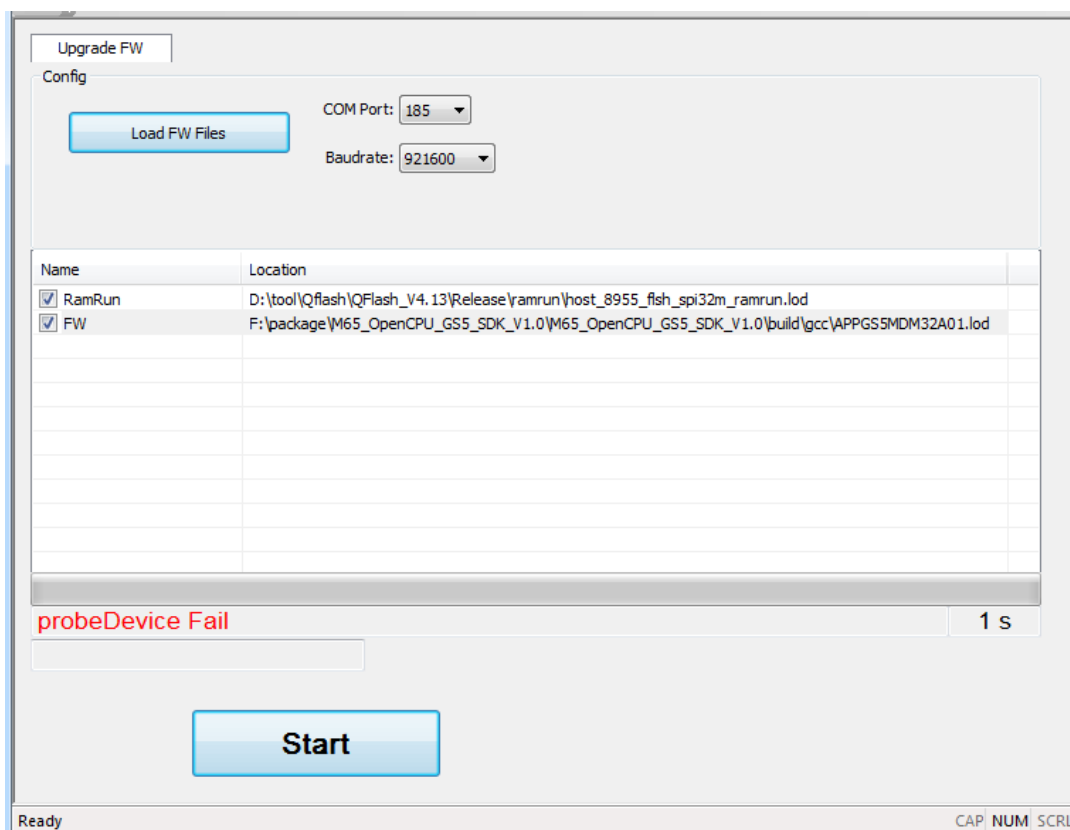 Upgrade FW
Config
Load FW Files
COM Port: 185
Baudrate: 921600
Name Location
RamRun D:\tool\Qflash\QFlash_V4.13\Release\ramrun\host_8955_flsh_spi32m_ramrun.lod
FW F:\package\M65_OpenCPU_GS5_SDK_V1.0\M65_OpenCPU_GS5_SDK_V1.0\build\gcc\APPGS5MDM32A01.lod
probeDevice Fail 1 s
Start
Ready CAP NUM SCRL